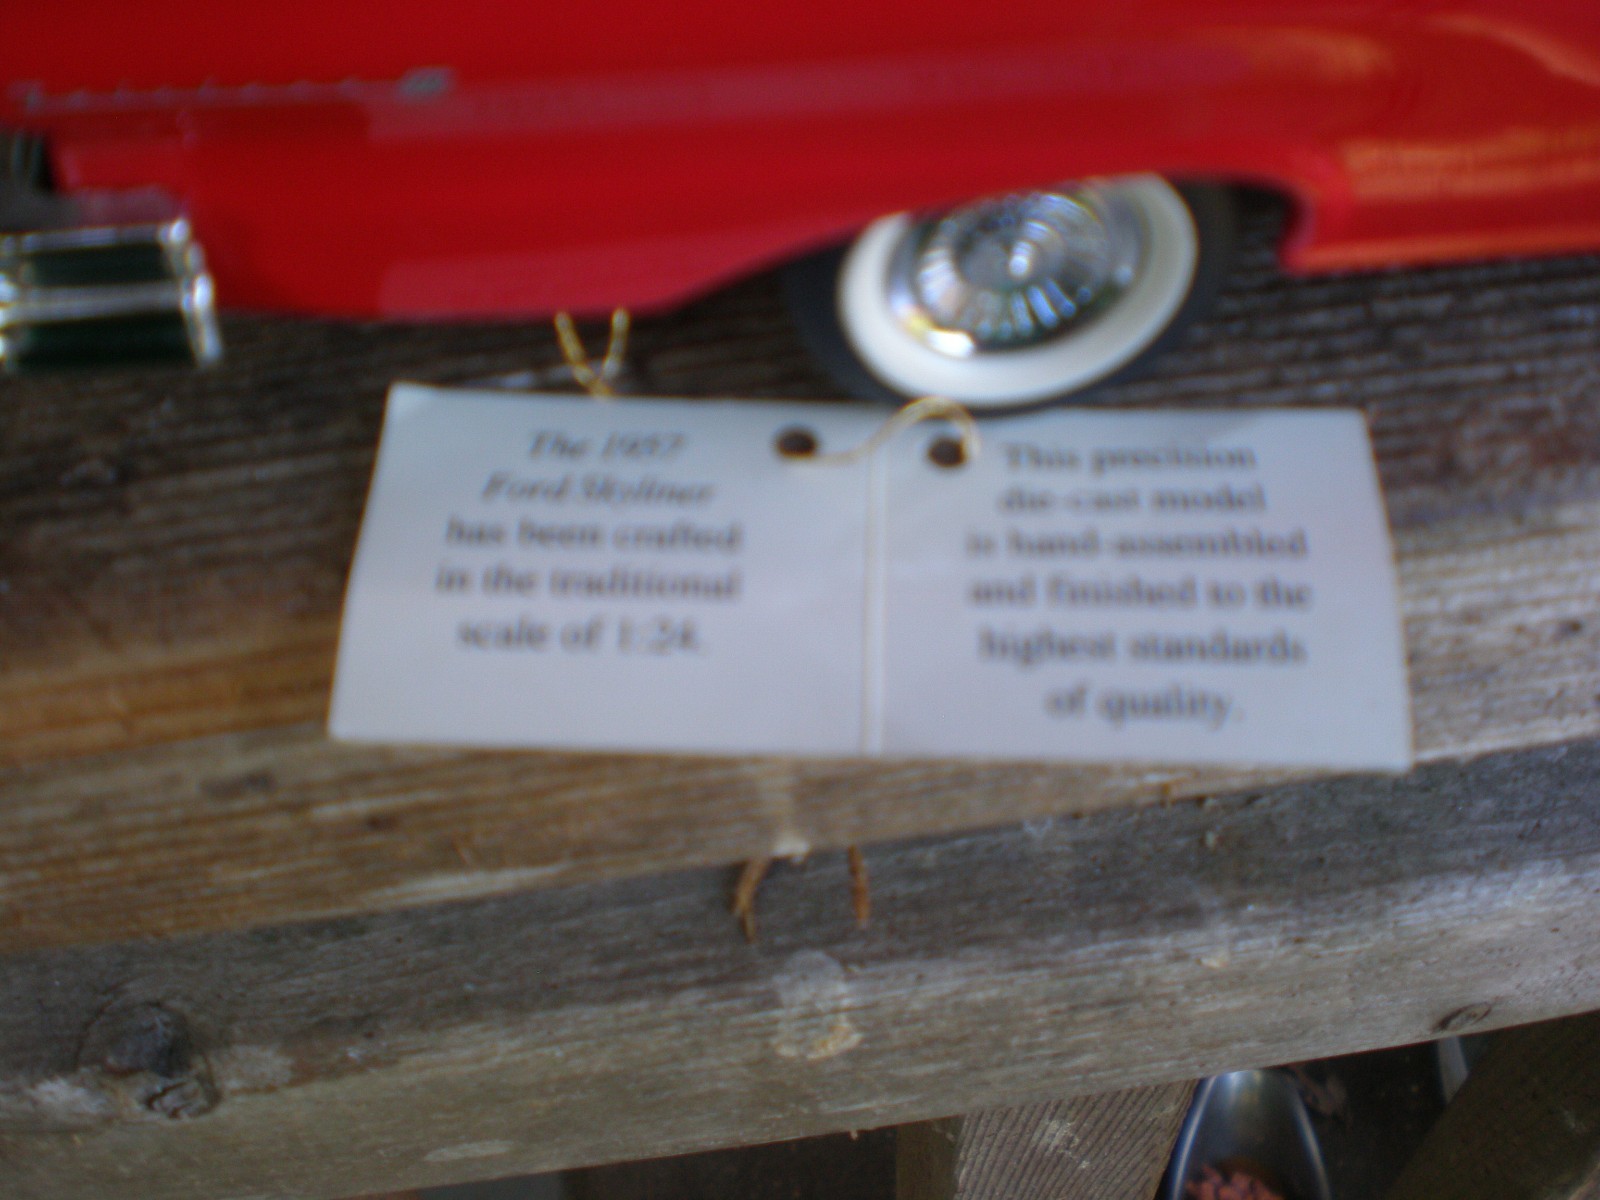 The 1957
Ford Skyliner
has been crafted
in the traditional
scale of 1:24.
This precision
die-cast model
is hand-assembled
and finished to the
highest standards
of quality.